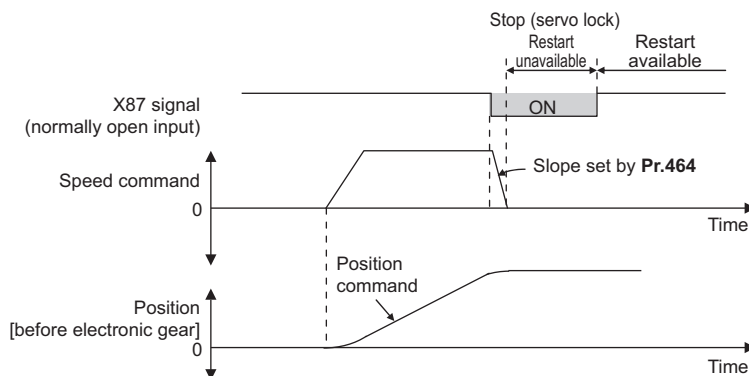 Stop (servo lock)
Restart
unavailable
Restart
available
X87 signal
(normally open input)
ON
Slope set by Pr.464
Speed command
0
Time
Position
command
Position
[before electronic gear]
0
Time